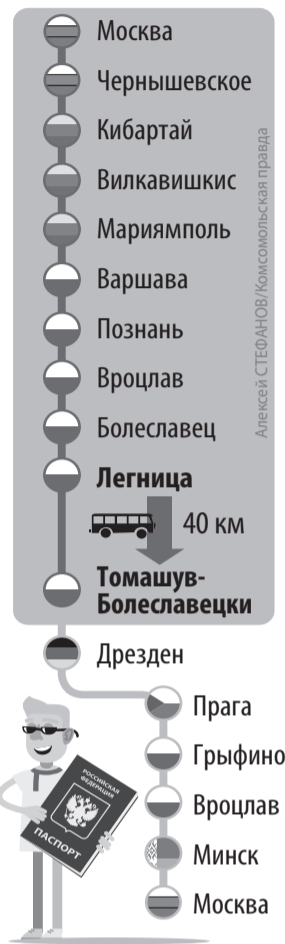 Москва
Чернышевское
Кибартай
Вилкавишкис
Мариямполь
Варшава
Познань
Вроцлав
Болеславец
Легница
40 км
Томашув-
Болеславецки
Дрезден
Прага
Грыфино
Вроцлав
Минск
Москва
РОССИЙСКАЯ
ФЕДЕРАЦИЯ
ПАСПОРТ
Алексей СТЕФАНОВ/Комсомольская правда